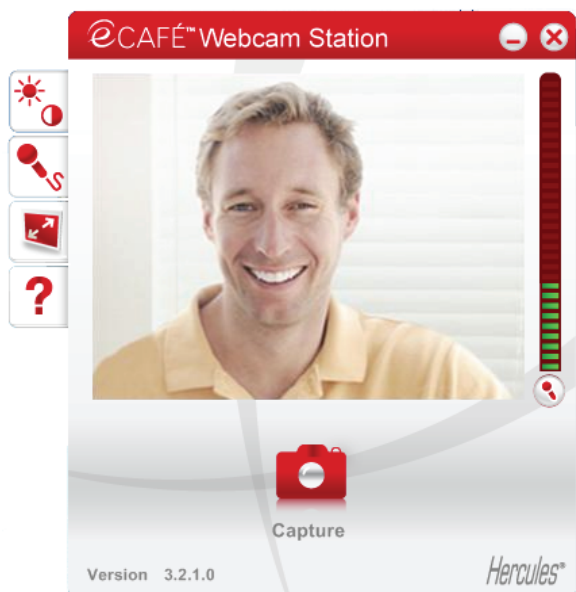 eCAFÉ™ Webcam Station
?
Capture
Version 3.2.1.0
Hercules®